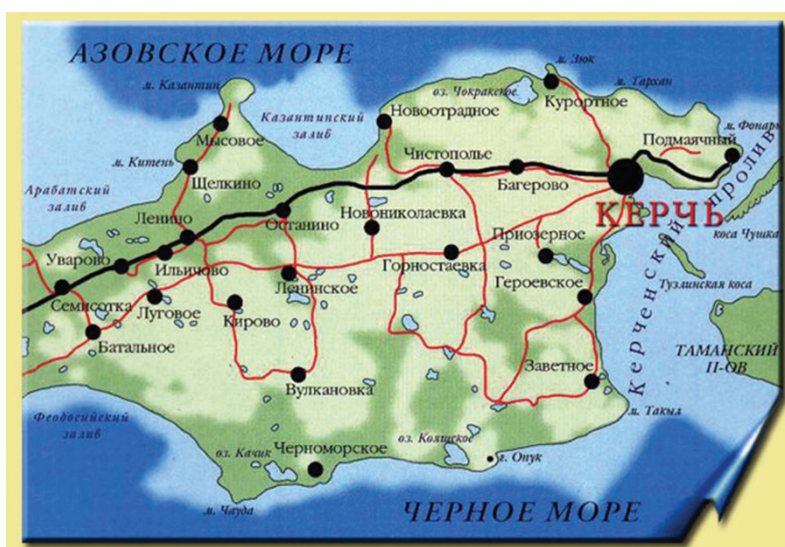 АЗОВСКОЕ МОРЕ
м. Зюк
м. Казантип
оз. Чокракское
м. Тархан
Курортное
Новоотрадное
Казантипский
залив
Мысовое
м. Фонарь
Подмаячный
Чистополье
м. Китень
Щелкино
Багерово
Арабатский
залив
КЕРЧЬ
Ленино
Останино
Новониколаевка
Приозерное
коса Чушка
Керченский пролив
Уварово
Ильичово
Горностаевка
Ленинское
Героевское
Тузлинская коса
Семисотка
Луговое
Кирово
Батальное
ТАМАНСКИЙ
П-ОВ
Заветное
Вулкановка
м. Такыл
Феодосийский
залив
оз. Кояшское
Черноморское
оз. Качик
г. Опук
м. Чауда
ЧЕРНОЕ МОРЕ